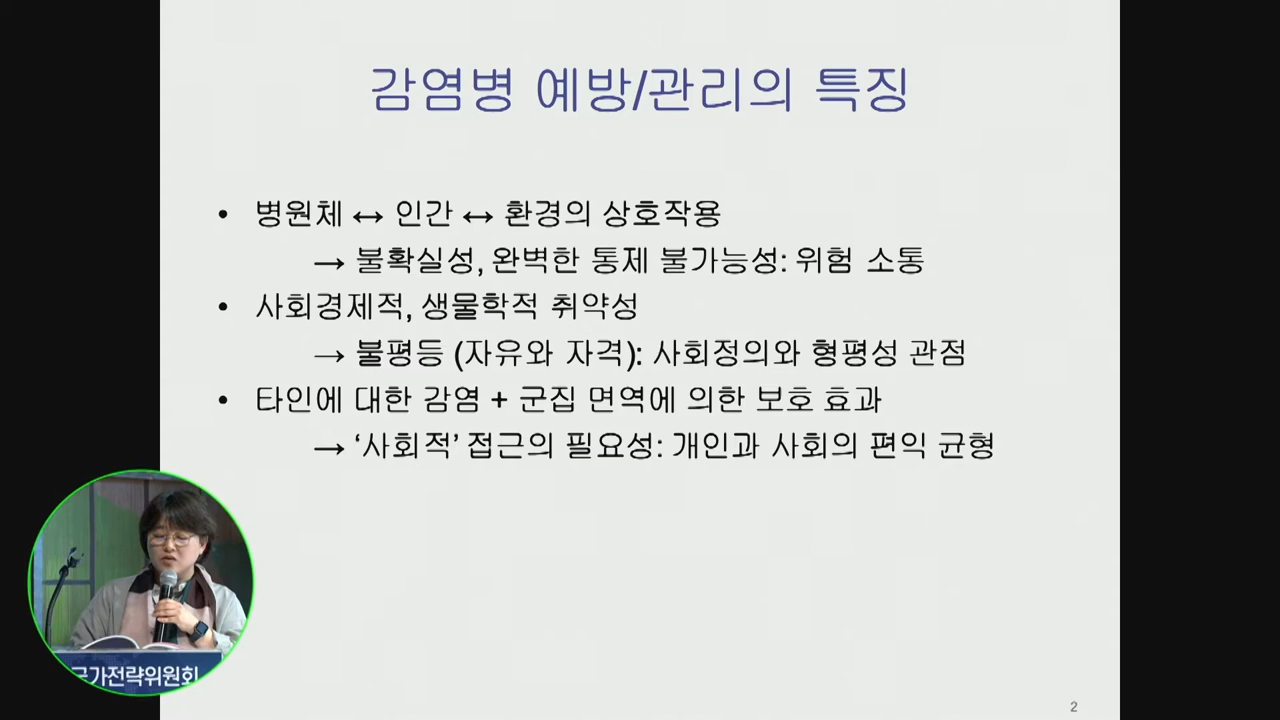 감염병 예방/관리의 특징
• 병원체 ↔ 인간 ↔ 환경의 상호작용
→ 불확실성, 완벽한 통제 불가능성: 위험 소통
• 사회경제적, 생물학적 취약성
→ 불평등 (자유와 자격): 사회정의와 형평성 관점
• 타인에 대한 감염 + 군집 면역에 의한 보호 효과
→ ‘사회적’ 접근의 필요성: 개인과 사회의 편익 균형
국가전략위원회
2